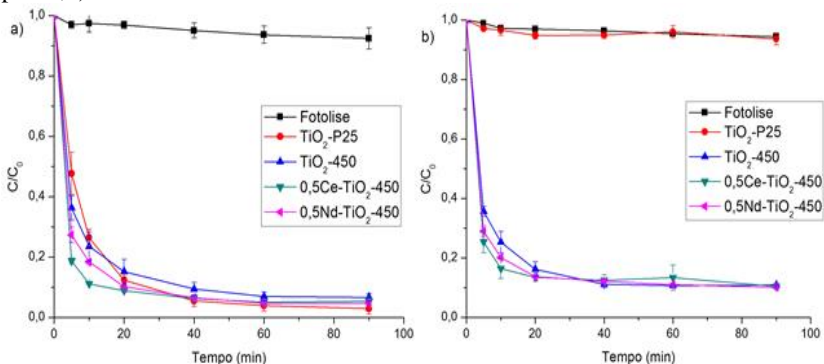 a)
1,0
0,8
0,6
0,4
0,2
0,0
C/C₀
0 20 40 60 80 100
Tempo (min)
Fotolise
TiO₂-P25
TiO₂-450
0,5Ce-TiO₂-450
0,5Nd-TiO₂-450
b)
1,0
0,8
0,6
0,4
0,2
0,0
C/C₀
0 20 40 60 80 100
Tempo (min)
Fotolise
TiO₂-P25
TiO₂-450
0,5Ce-TiO₂-450
0,5Nd-TiO₂-450